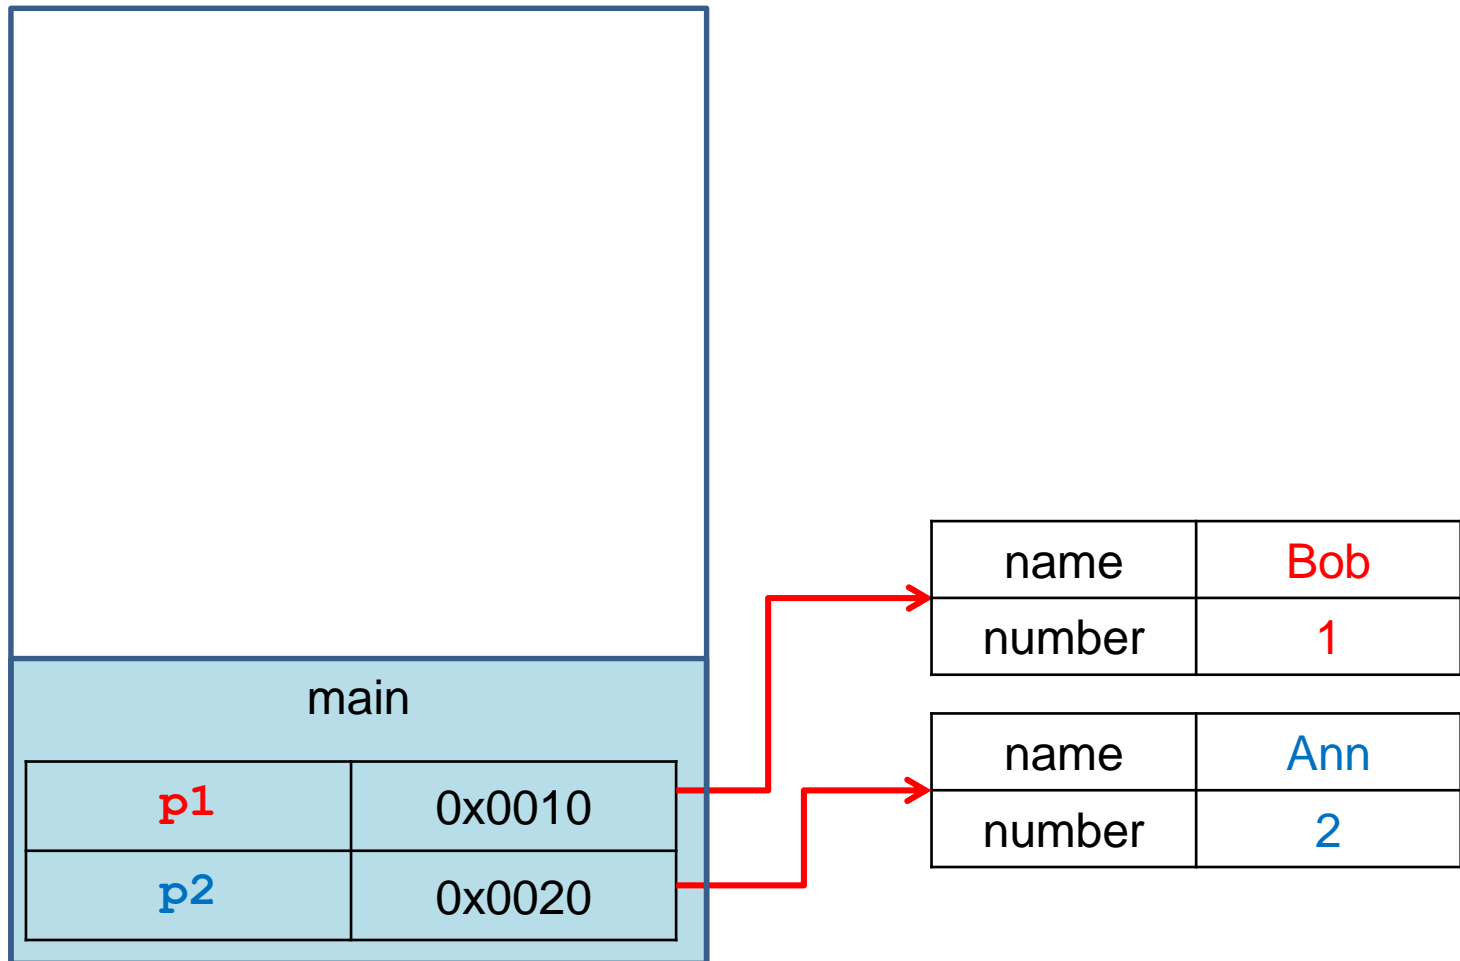 main
p1 0x0010
p2 0x0020
name Bob
number 1
name Ann
number 2